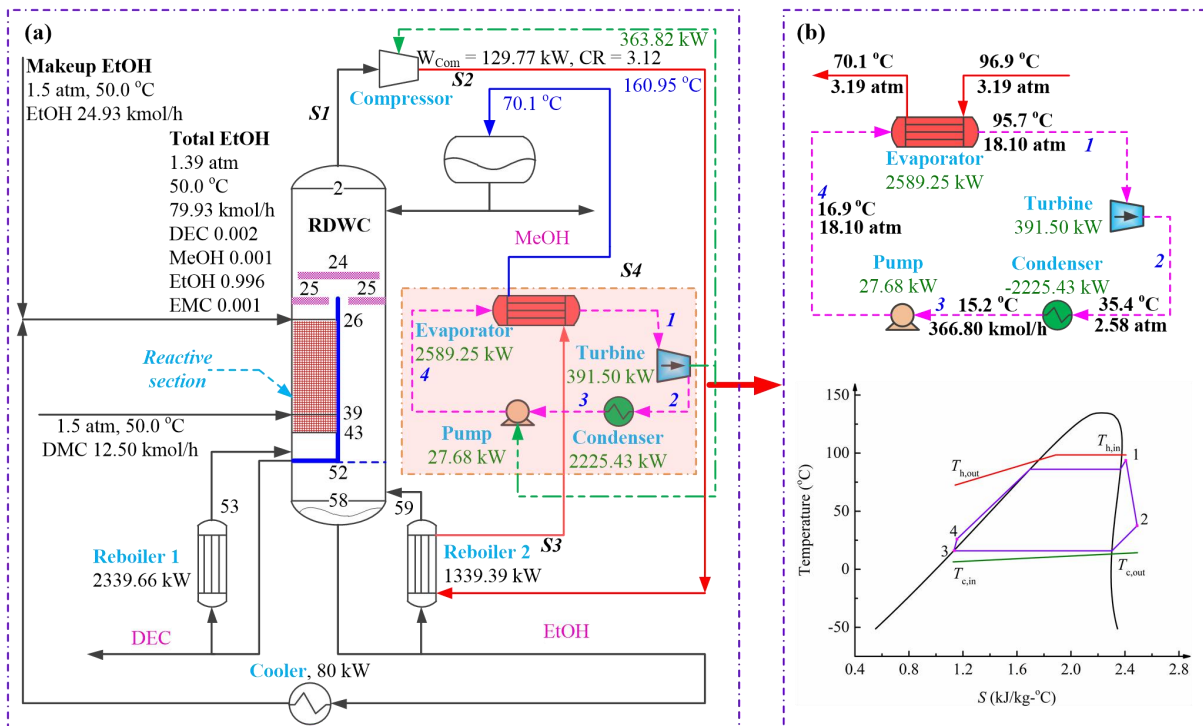 (a)
363.82 kW
W_Com = 129.77 kW, CR = 3.12
Makeup EtOH
1.5 atm, 50.0 °C
EtOH 24.93 kmol/h
S1
S2
Compressor
160.95 °C
70.1 °C
Total EtOH
1.39 atm
50.0 °C
79.93 kmol/h
DEC 0.002
MeOH 0.001
EtOH 0.996
EMC 0.001
2
RDWC
MeOH
24
25
25
26
S4
Evaporator
2589.25 kW
1
Turbine
391.50 kW
4
3
2
Pump
27.68 kW
Condenser
2225.43 kW
Reactive
section
39
43
1.5 atm, 50.0 °C
DMC 12.50 kmol/h
52
53
58
59
S3
Reboiler 1
2339.66 kW
Reboiler 2
1339.39 kW
DEC
EtOH
Cooler, 80 kW
(b)
70.1 °C
3.19 atm
96.9 °C
3.19 atm
95.7 °C
18.10 atm
1
Evaporator
2589.25 kW
4
16.9 °C
18.10 atm
Turbine
391.50 kW
2
Pump
27.68 kW
Condenser
-2225.43 kW
3
15.2 °C
366.80 kmol/h
35.4 °C
2.58 atm
Temperature (°C)
150
100
50
0
-50
0.4
1.2
2.0
2.8
S (kJ/kg-°C)
T_h,out
T_h,in
1
2
4
3
T_c,in
T_c,out